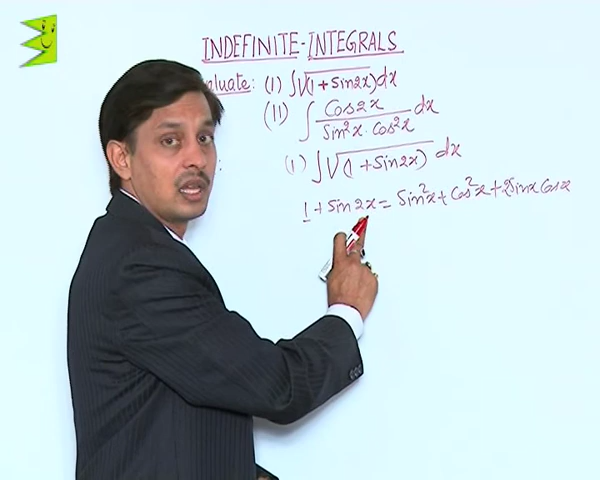 INDEFINITE-INTEGRALS
(I) ∫√(1+Sin2x)dx
(II) ∫ Cos2x / Sin²x·Cos²x dx
(I) ∫√(1+Sin2x) dx
1+Sin2x = Sin²x+Cos²x+2Sinx Cosx